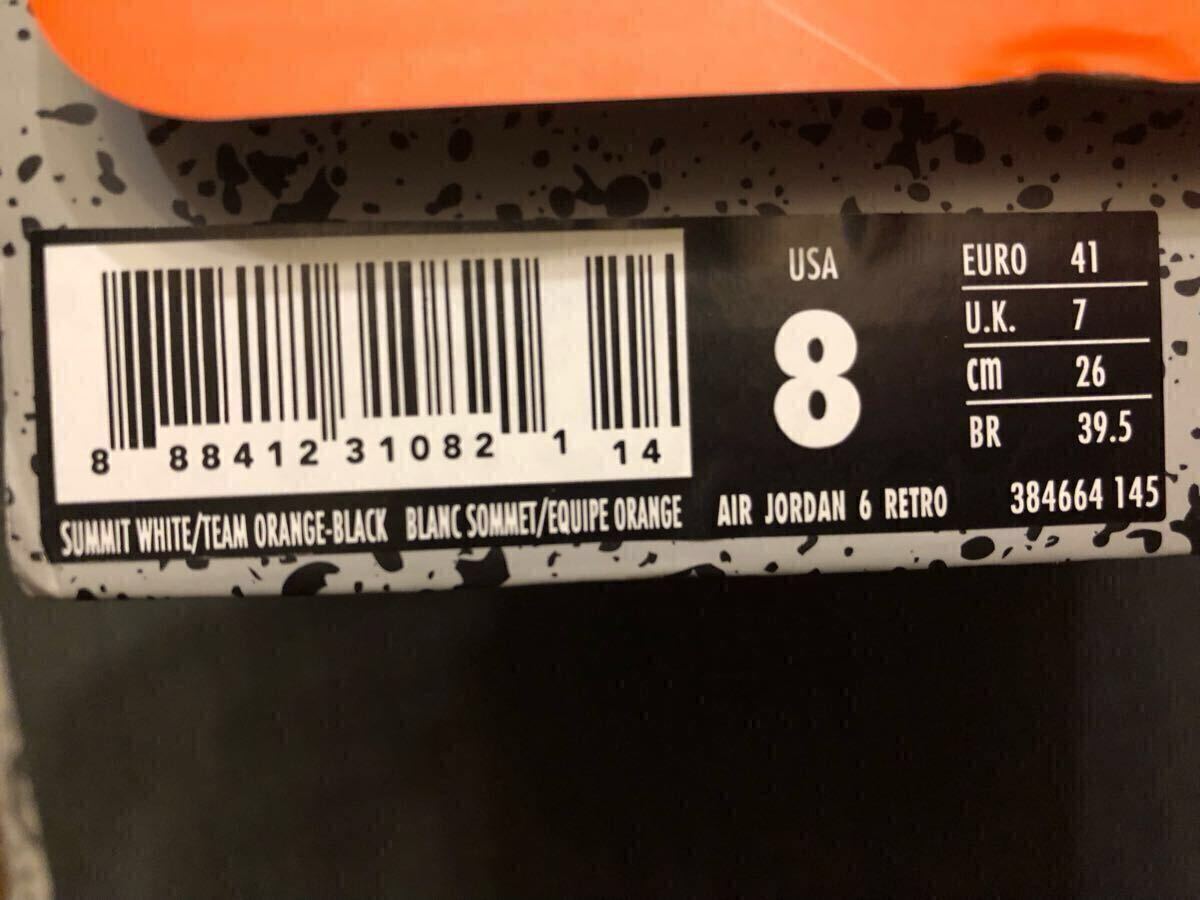 USA
8
EURO 41
U.K. 7
cm 26
BR 39.5
8 88412 31082 1 14
SUMMIT WHITE/TEAM ORANGE-BLACK BLANC SOMMET/EQUIPE ORANGE AIR JORDAN 6 RETRO 384664 145